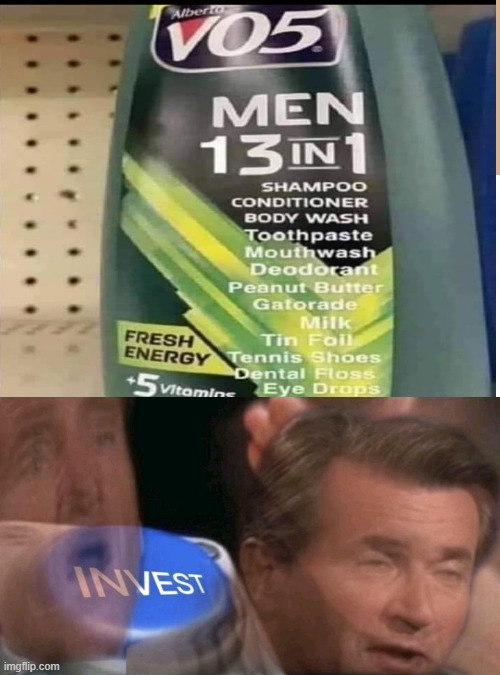 Alberto
VO5
MEN
13 IN 1
SHAMPOO
CONDITIONER
BODY WASH
Toothpaste
Mouthwash
Deodorant
Peanut Butter
Gatorade
Milk
Tin Foil
Tennis Shoes
Dental Floss
Eye Drops
FRESH
ENERGY
+5 Vitamins
INVEST
imgflip.com